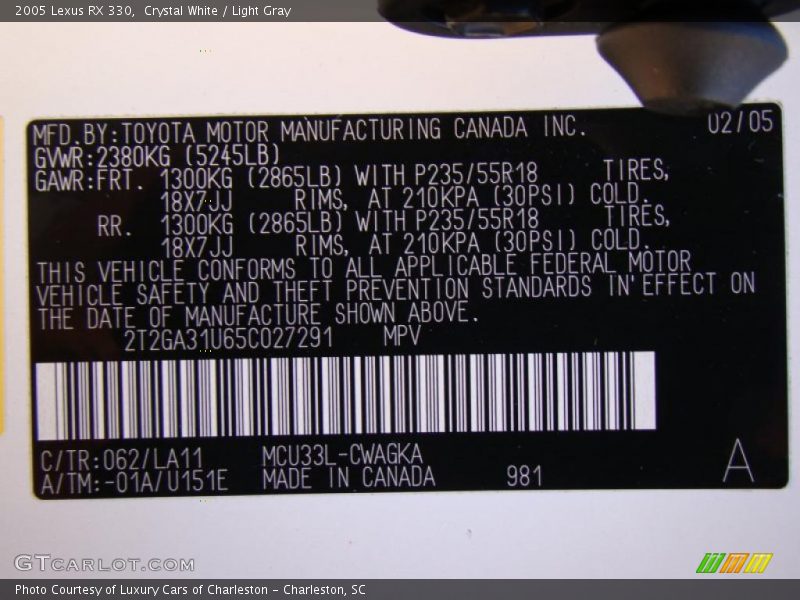 2005 Lexus RX 330,  Crystal White / Light Gray
MFD.BY:TOYOTA MOTOR MANUFACTURING CANADA INC. 02/05
GVWR:2380KG (5245LB)
GAWR:FRT. 1300KG (2865LB) WITH P235/55R18 TIRES,
18X7JJ RIMS, AT 210KPA (30PSI) COLD.
RR. 1300KG (2865LB) WITH P235/55R18 TIRES,
18X7JJ RIMS, AT 210KPA (30PSI) COLD.
THIS VEHICLE CONFORMS TO ALL APPLICABLE FEDERAL MOTOR
VEHICLE SAFETY AND THEFT PREVENTION STANDARDS IN EFFECT ON
THE DATE OF MANUFACTURE SHOWN ABOVE.
2T2GA31U65C027291 MPV
C/TR:062/LA11 MCU33L-CWAGKA
A/TM:-01A/U151E MADE IN CANADA 981 A
GTCARLOT.COM
Photo Courtesy of Luxury Cars of Charleston - Charleston, SC